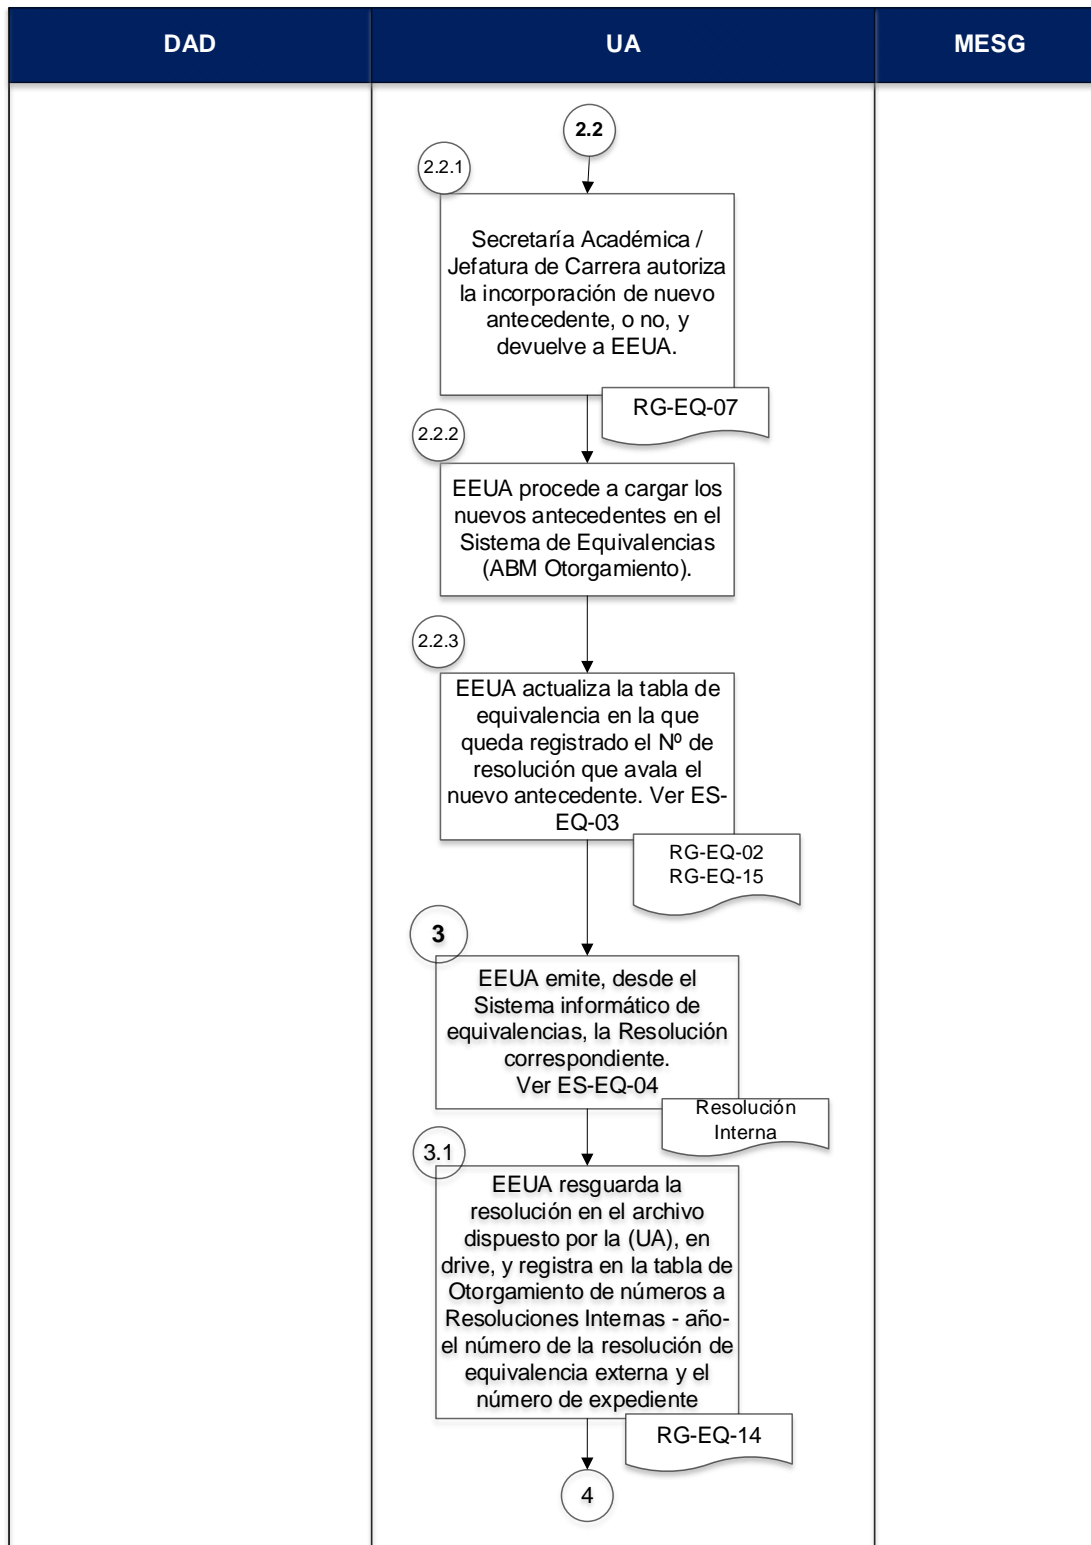 DAD
UA
MESG
2.2
2.2.1
Secretaría Académica /
Jefatura de Carrera autoriza
la incorporación de nuevo
antecedente, o no, y
devuelve a EEUA.
RG-EQ-07
2.2.2
EEUA procede a cargar los
nuevos antecedentes en el
Sistema de Equivalencias
(ABM Otorgamiento).
2.2.3
EEUA actualiza la tabla de
equivalencia en la que
queda registrado el Nº de
resolución que avala el
nuevo antecedente. Ver ES-
EQ-03
RG-EQ-02
RG-EQ-15
3
EEUA emite, desde el
Sistema informático de
equivalencias, la Resolución
correspondiente.
Ver ES-EQ-04
Resolución
Interna
3.1
EEUA resguarda la
resolución en el archivo
dispuesto por la (UA), en
drive, y registra en la tabla de
Otorgamiento de números a
Resoluciones Internas - año-
el número de la resolución de
equivalencia externa y el
número de expediente
RG-EQ-14
4